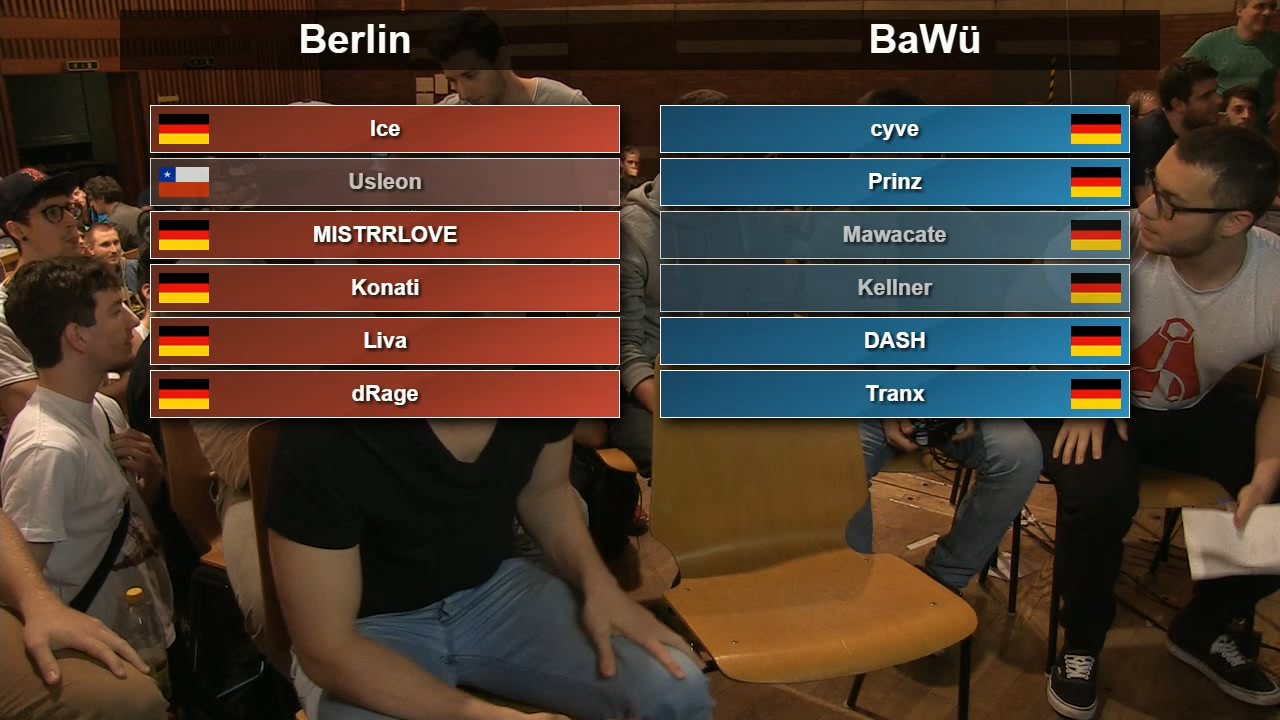 Berlin
BaWü
Ice
cyve
Usleon
Prinz
MISTRRLOVE
Mawacate
Konati
Kellner
Liva
DASH
dRage
Tranx